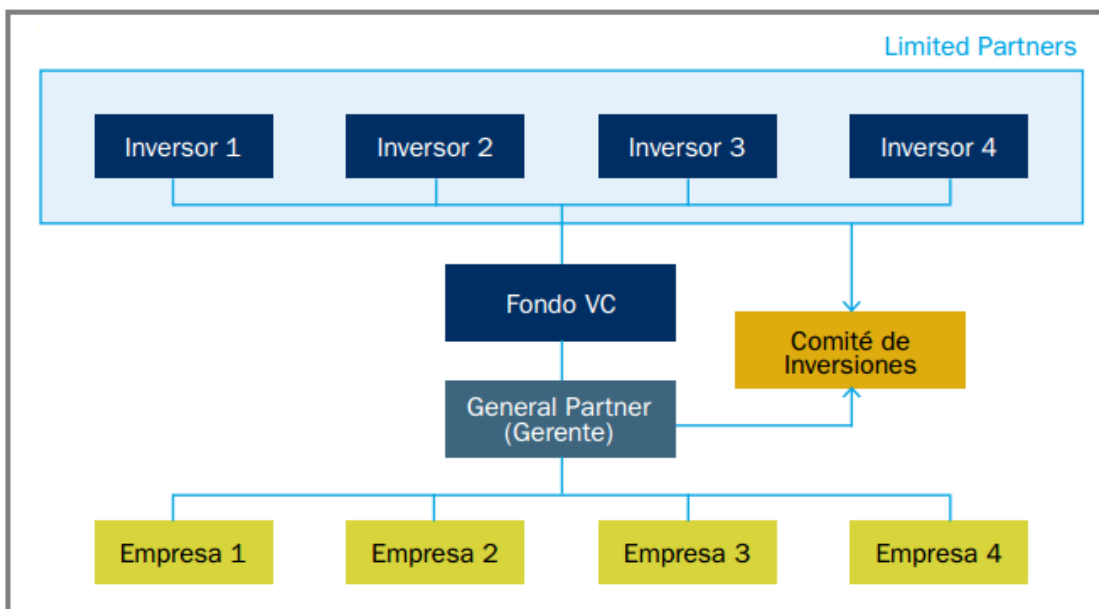 Limited Partners
Inversor 1
Inversor 2
Inversor 3
Inversor 4
Fondo VC
Comité de
Inversiones
General Partner
(Gerente)
Empresa 1
Empresa 2
Empresa 3
Empresa 4